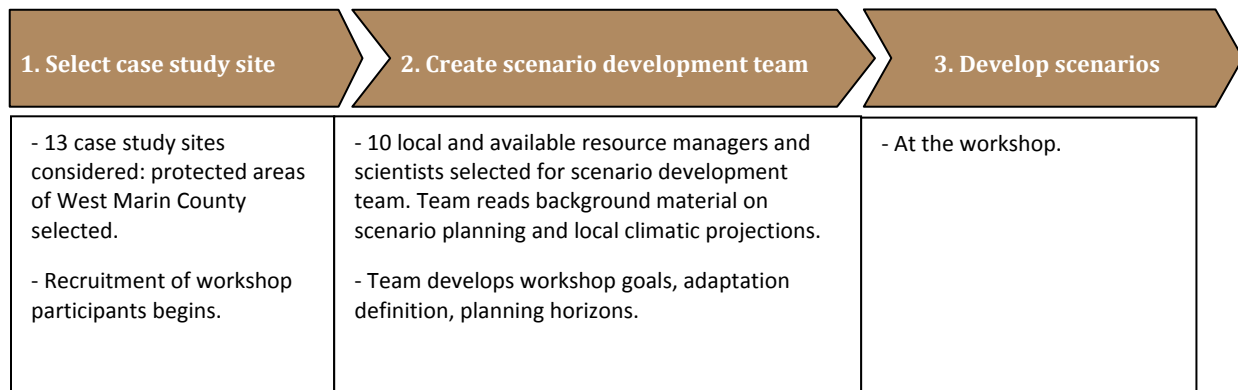 1. Select case study site
2. Create scenario development team
3. Develop scenarios
- 13 case study sites
considered: protected areas
of West Marin County
selected.
- Recruitment of workshop
participants begins.
- 10 local and available resource managers and
scientists selected for scenario development
team. Team reads background material on
scenario planning and local climatic projections.
- Team develops workshop goals, adaptation
definition, planning horizons.
- At the workshop.